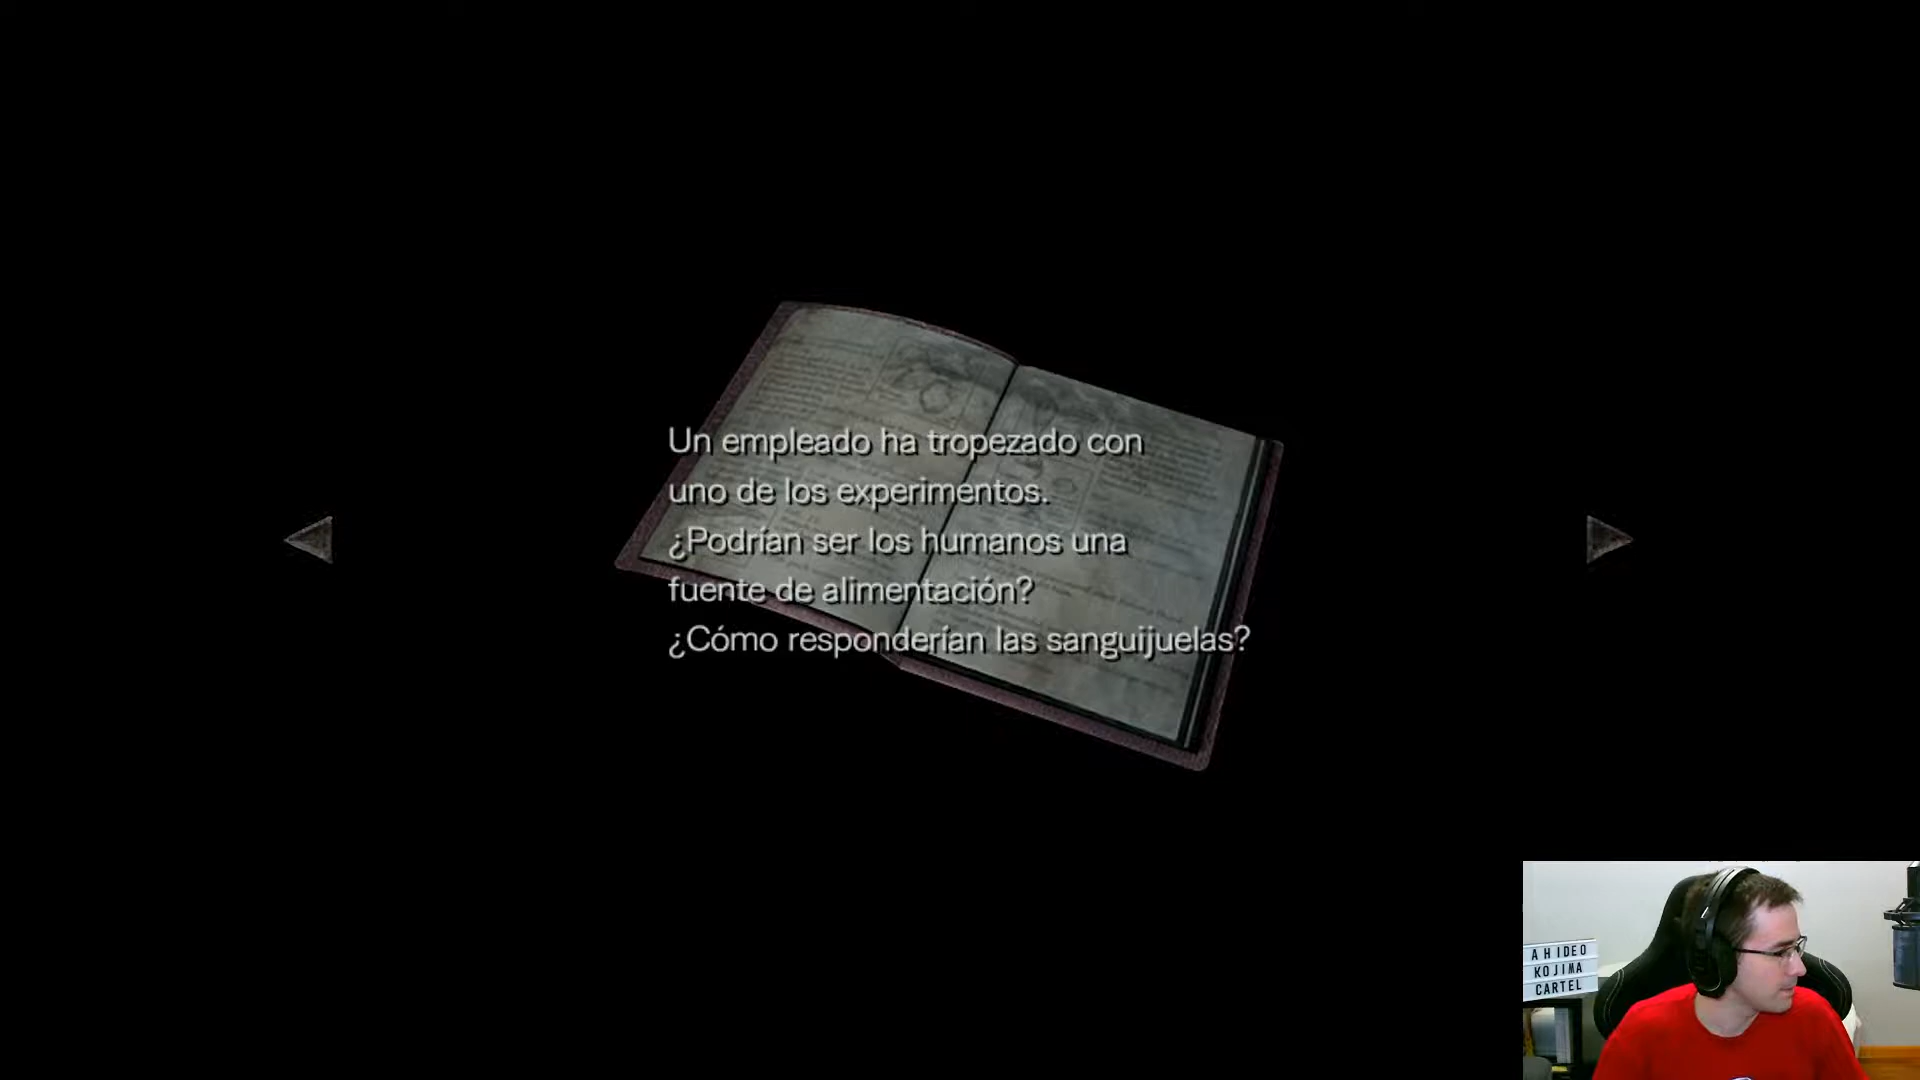 Un empleado ha tropezado con
uno de los experimentos.
¿Podrían ser los humanos una
fuente de alimentación?
¿Cómo responderían las sanguijuelas?
A HIDEO
KOJIMA
CARTEL